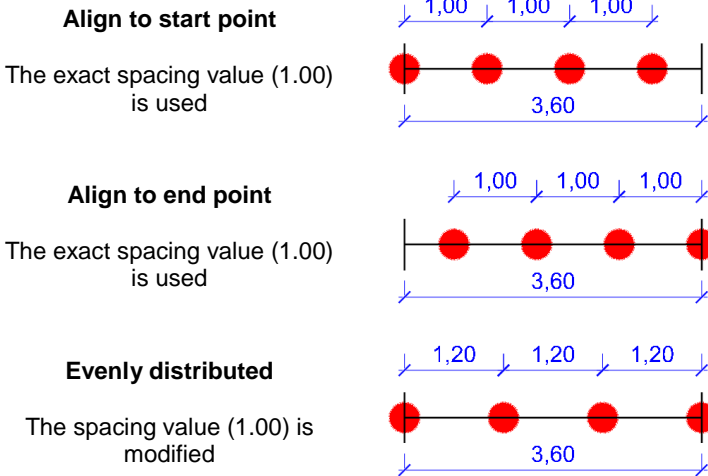 Align to start point
1,00 1,00 1,00
The exact spacing value (1.00)
is used
3,60
Align to end point
1,00 1,00 1,00
The exact spacing value (1.00)
is used
3,60
Evenly distributed
1,20 1,20 1,20
The spacing value (1.00) is
modified
3,60